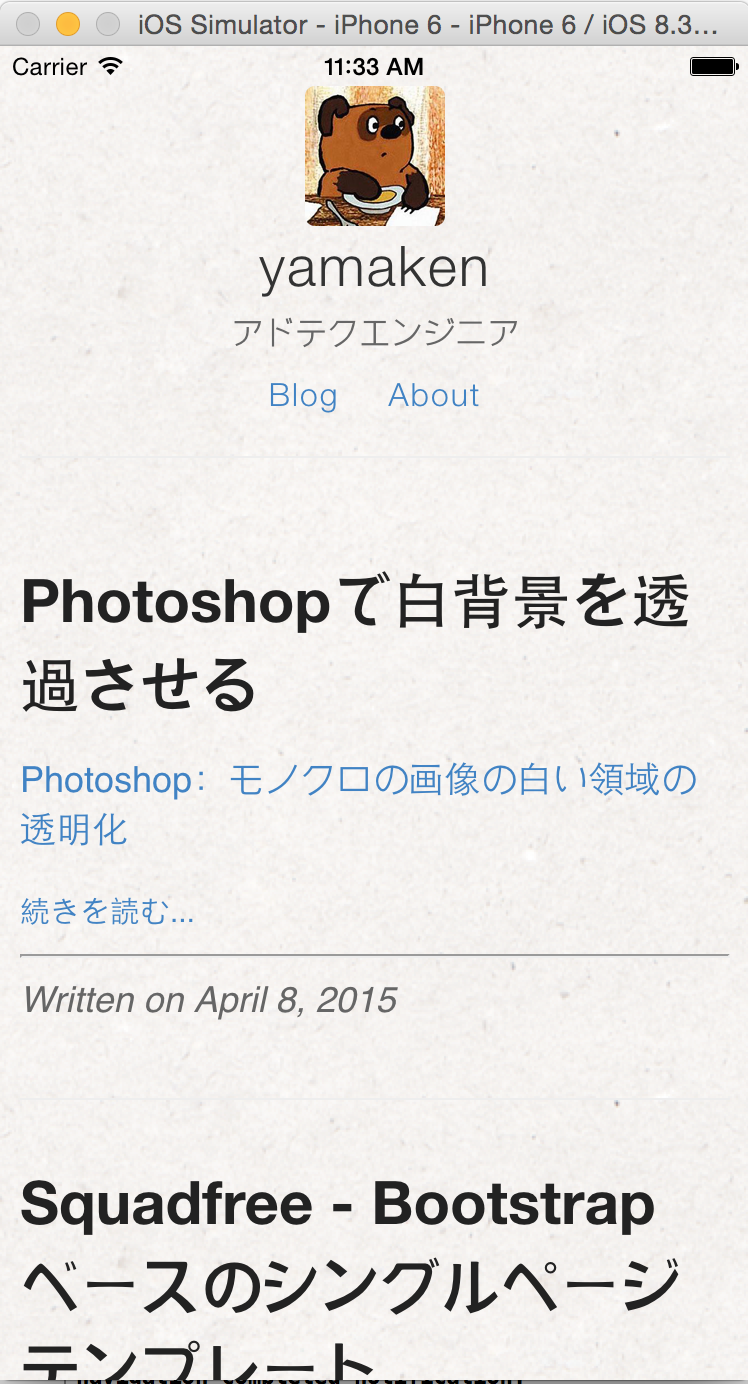 iOS Simulator - iPhone 6 - iPhone 6 / iOS 8.3...
Carrier 11:33 AM
yamaken
アドテクエンジニア
Blog About
Photoshopで白背景を透
過させる
Photoshop：モノクロの画像の白い領域の
透明化
続きを読む...
Written on April 8, 2015
Squadfree - Bootstrap
ベースのシングルページ
テンプレート